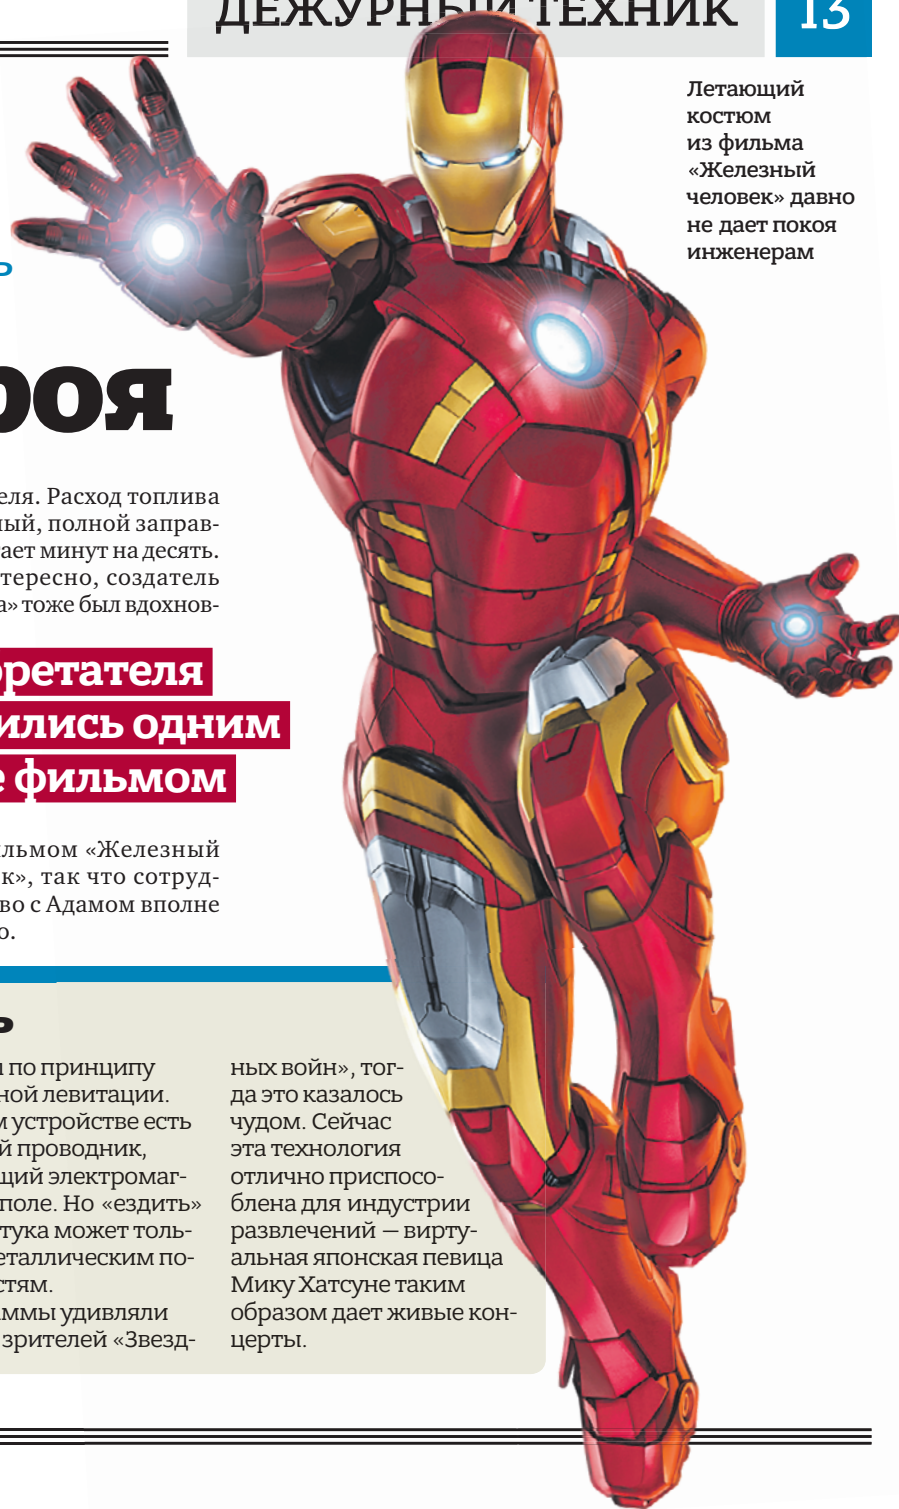 ДЕЖУРНЫЙ ТЕХНИК
13
Летающий
костюм
из фильма
«Железный
человек» давно
не дает покоя
инженерам
ь
роя
еля. Расход топлива
ный, полной заправ-
ает минут на десять.
тересно, создатель
а» тоже был вдохнов-
ретателя
ились одним
е фильмом
льмом «Железный
к», так что сотруд-
во с Адамом вполне
о.
ь
по принципу
ной левитации.
м устройстве есть
й проводник,
щий электромаг-
поле. Но «ездить»
тука может толь-
еталлическим по-
стям.
аммы удивляли
зрителей «Звезд-
ных войн», тог-
да это казалось
чудом. Сейчас
эта технология
отлично приспосо-
блена для индустрии
развлечений — вирту-
альная японская певица
Мику Хатсуне таким
образом дает живые кон-
церты.